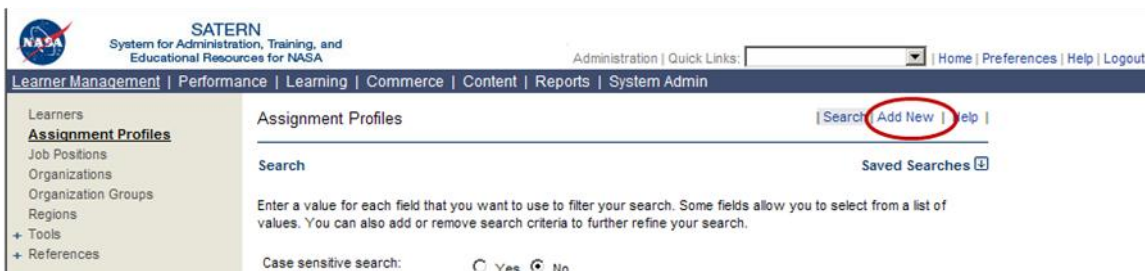 NASA
SATERN
System for Administration, Training, and
Educational Resources for NASA
Administration | Quick Links: | Home | Preferences | Help | Logout
Learner Management | Performance | Learning | Commerce | Content | Reports | System Admin
Learners
Assignment Profiles
Job Positions
Organizations
Organization Groups
Regions
+ Tools
+ References
Assignment Profiles
| Search | Add New | Help |
Search
Saved Searches
Enter a value for each field that you want to use to filter your search. Some fields allow you to select from a list of
values. You can also add or remove search criteria to further refine your search.
Case sensitive search: Yes No